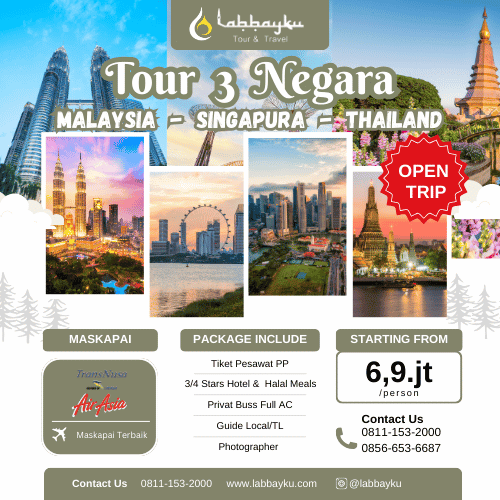 Labbayku
Tour & Travel
Tour 3 Negara
MALAYSIA - SINGAPURA - THAILAND
OPEN
TRIP
MASKAPAI
TransNusa
AirAsia
Maskapai Terbaik
PACKAGE INCLUDE
Tiket Pesawat PP
3/4 Stars Hotel & Halal Meals
Privat Buss Full AC
Guide Local/TL
Photographer
STARTING FROM
6,9.jt
/person
Contact Us
0811-153-2000
0856-653-6687
Contact Us 0811-153-2000 www.labbayku.com @labbayku